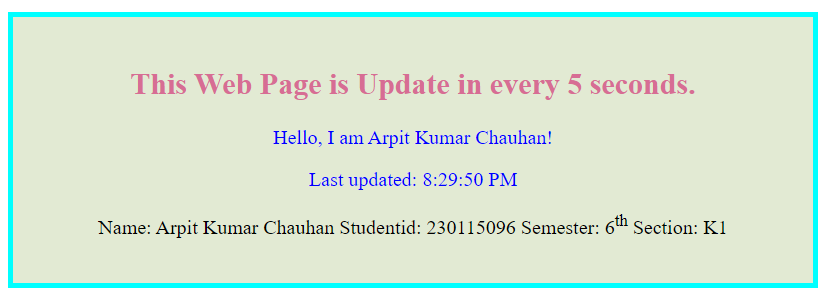 This Web Page is Update in every 5 seconds.
Hello, I am Arpit Kumar Chauhan!
Last updated: 8:29:50 PM
Name: Arpit Kumar Chauhan Studentid: 230115096 Semester: 6th Section: K1